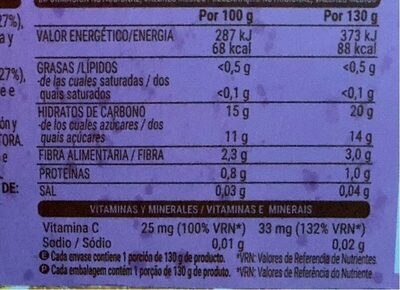 27%),
Por 100 g Por 130 g
VALOR ENERGÉTICO/ENERGIA 287 kJ 373 kJ
68 kcal 88 kcal
GRASAS /LÍPIDOS <0,5 g <0,5 g
-de las cuales saturadas / dos
quais saturados <0,1 g <0,1 g
HIDRATOS DE CARBONO 15 g 20 g
-de los cuales azúcares / dos
quais açúcares 11 g 14 g
FIBRA ALIMENTARIA / FIBRA 2,3 g 3,0 g
PROTEÍNAS 0,8 g 1,0 g
SAL 0,03 g 0,04 g
27%),
e e
ón y
TORA.
e
DE:
VITAMINAS Y MINERALES / VITAMINAS E MINERAIS
Vitamina C 25 mg (100% VRN*) 33 mg (132% VRN*)
Sodio / Sódio 0,01 g 0,02 g
E Cada envase contiene 1 porción de 130 g de producto. *VRN: Valores de Referencia de Nutrientes
P Cada embalagem contém 1 porção de 130 g de produto. *VRN: Valores de Referência do Nutriente